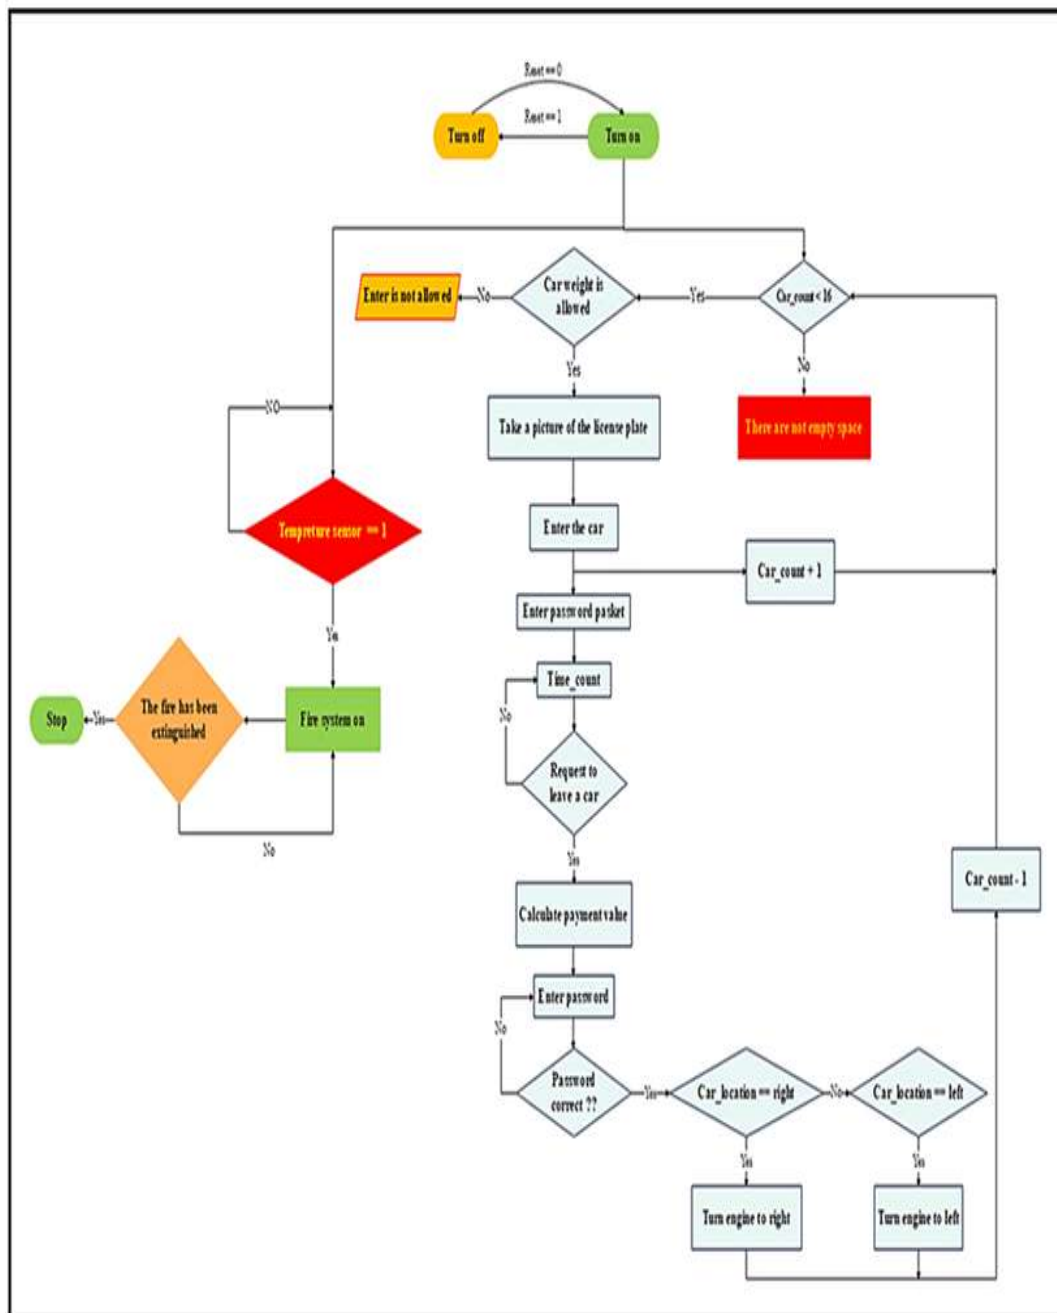 Reset == 0
Reset == 1
Turn off
Turn on
Enter is not allowed
No
Car weight is
allowed
Yes
Car_count < 16
Yes
No
Take a picture of the license plate
There are not empty space
NO
Tempreture sensor == 1
Enter the car
Car_count + 1
Enter password pasket
Yes
Time_count
Stop
Yes
The fire has been
extinguished
Fire system on
No
Request to
leave a car
No
Yes
Car_count - 1
Calculate payment value
Enter password
No
Password
correct ??
Yes
Car_location == right
No
Car_location == left
Yes
Yes
Turn engine to right
Turn engine to left